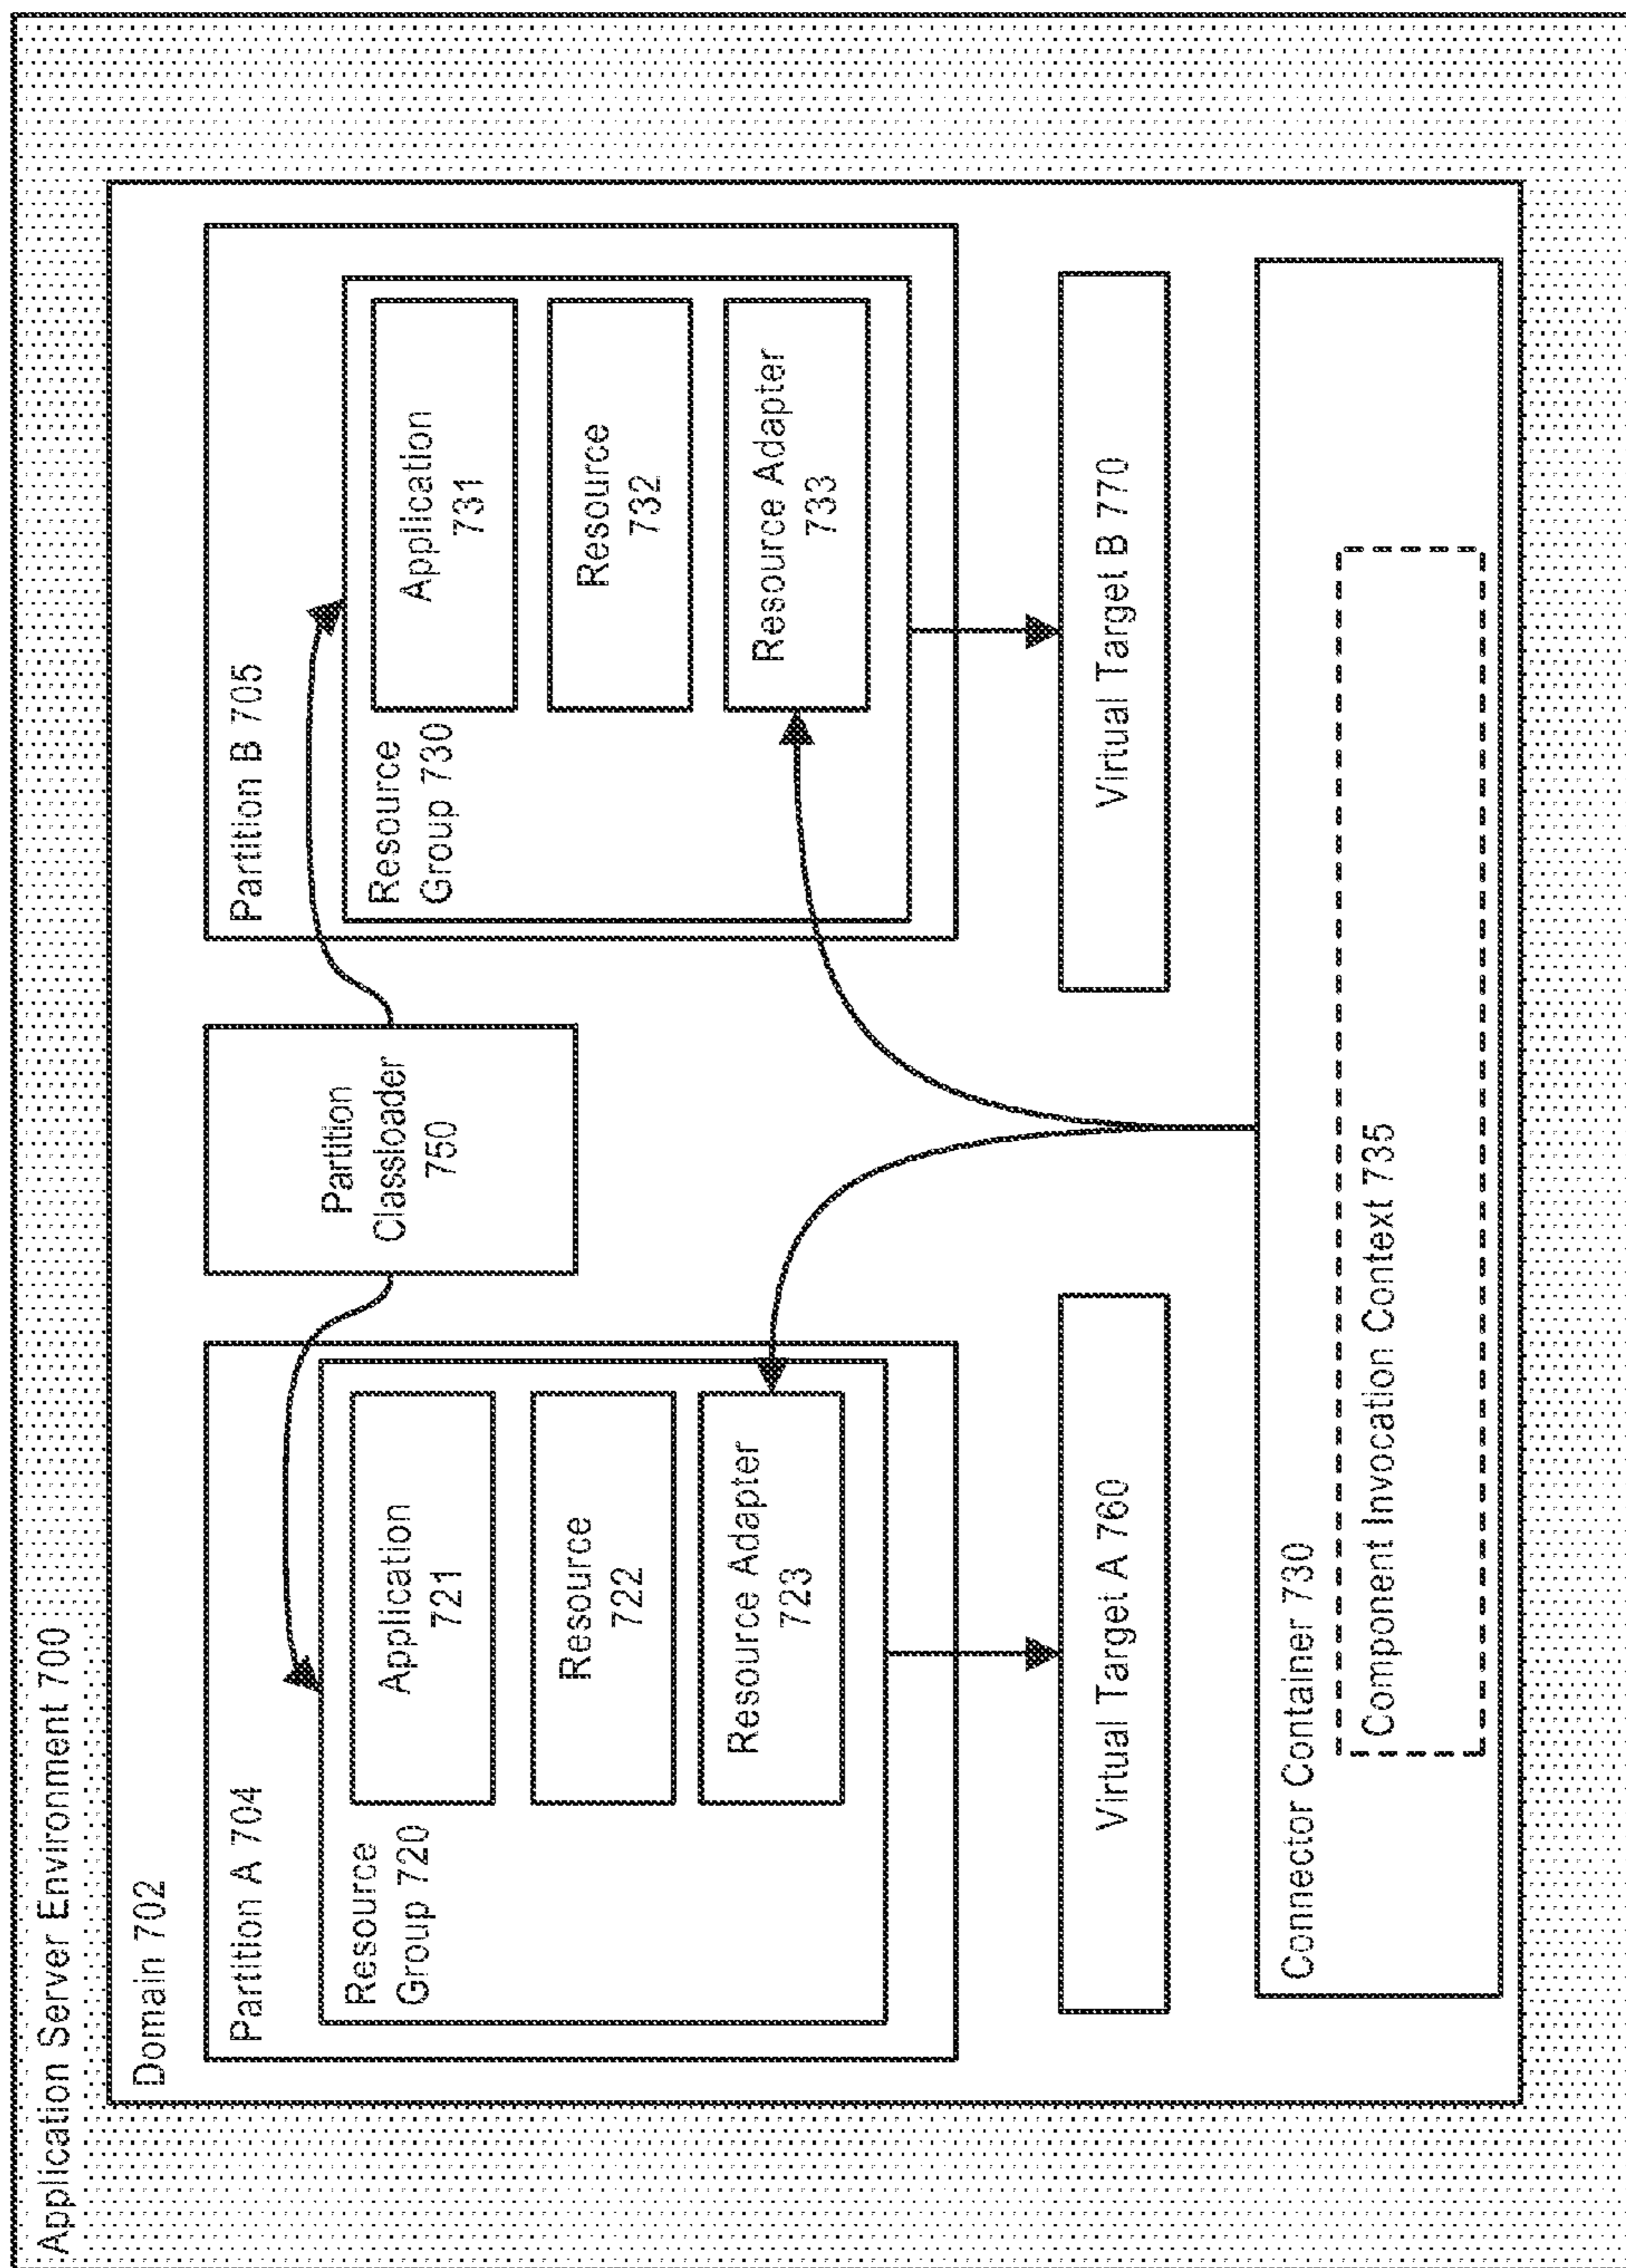 Application Server Environment 700
Domain 702
Partition A 704
Resource
Group 720
Application
721
Resource
722
Resource Adapter
723
Partition
Classloader
750
Partition B 705
Resource
Group 730
Application
731
Resource
732
Resource Adapter
733
Virtual Target A 760
Virtual Target B 770
Connector Container 730
Component Invocation Context 735